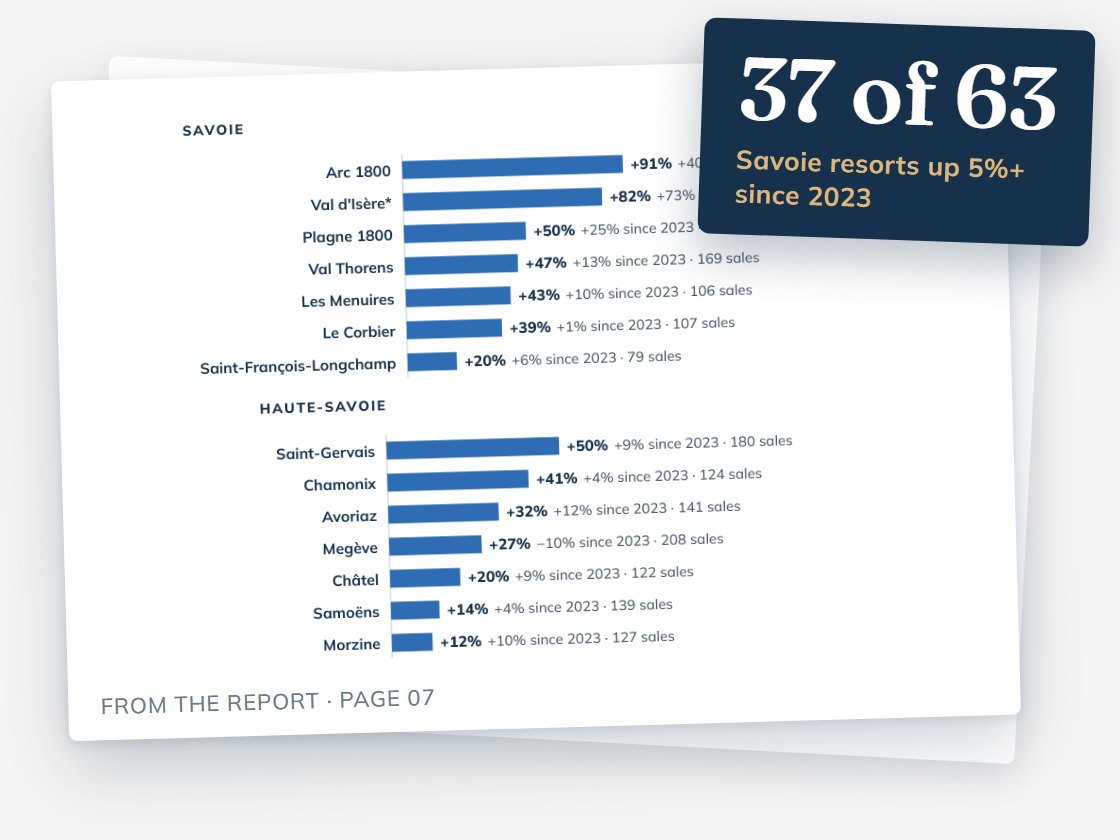 37 of 63
Savoie resorts up 5%+
since 2023
SAVOIE
Arc 1800 +91%
Val d'Isère* +82% +73%
Plagne 1800 +50% +25% since 2023
Val Thorens +47% +13% since 2023 · 169 sales
Les Menuires +43% +10% since 2023 · 106 sales
Le Corbier +39% +1% since 2023 · 107 sales
Saint-François-Longchamp +20% +6% since 2023 · 79 sales
HAUTE-SAVOIE
Saint-Gervais +50% +9% since 2023 · 180 sales
Chamonix +41% +4% since 2023 · 124 sales
Avoriaz +32% +12% since 2023 · 141 sales
Megève +27% −10% since 2023 · 208 sales
Châtel +20% +9% since 2023 · 122 sales
Samoëns +14% +4% since 2023 · 139 sales
Morzine +12% +10% since 2023 · 127 sales
FROM THE REPORT · PAGE 07